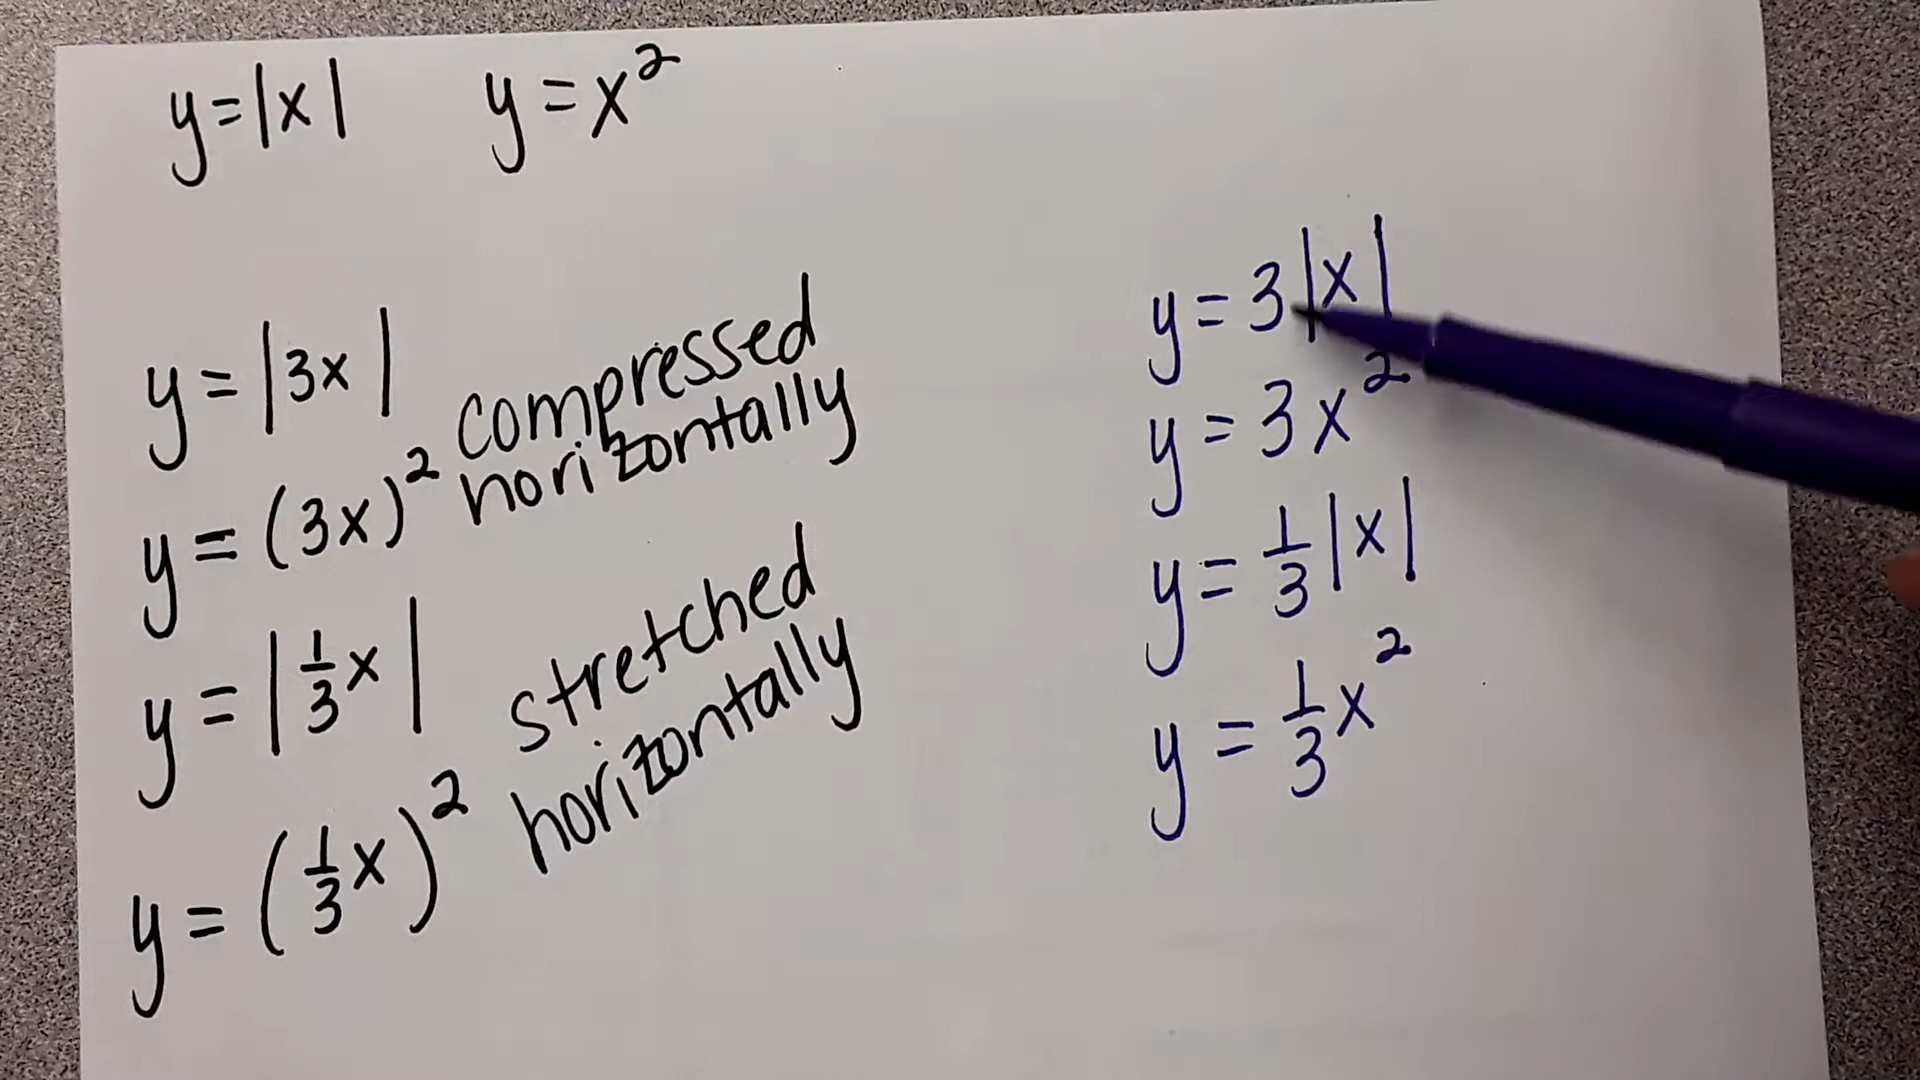 y=|x| y=x²
y=|3x| compressed
y=(3x)² horizontally
y=|1/3x| stretched
y=(1/3x)² horizontally
y=3|x|
y=3x²
y=1/3|x|
y=1/3x²